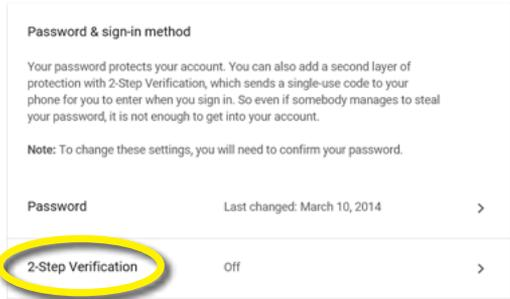 Password & sign-in method
Your password protects your account. You can also add a second layer of
protection with 2-Step Verification, which sends a single-use code to your
phone for you to enter when you sign in. So even if somebody manages to steal
your password, it is not enough to get into your account.
Note: To change these settings, you will need to confirm your password.
Password Last changed: March 10, 2014 >
2-Step Verification Off >